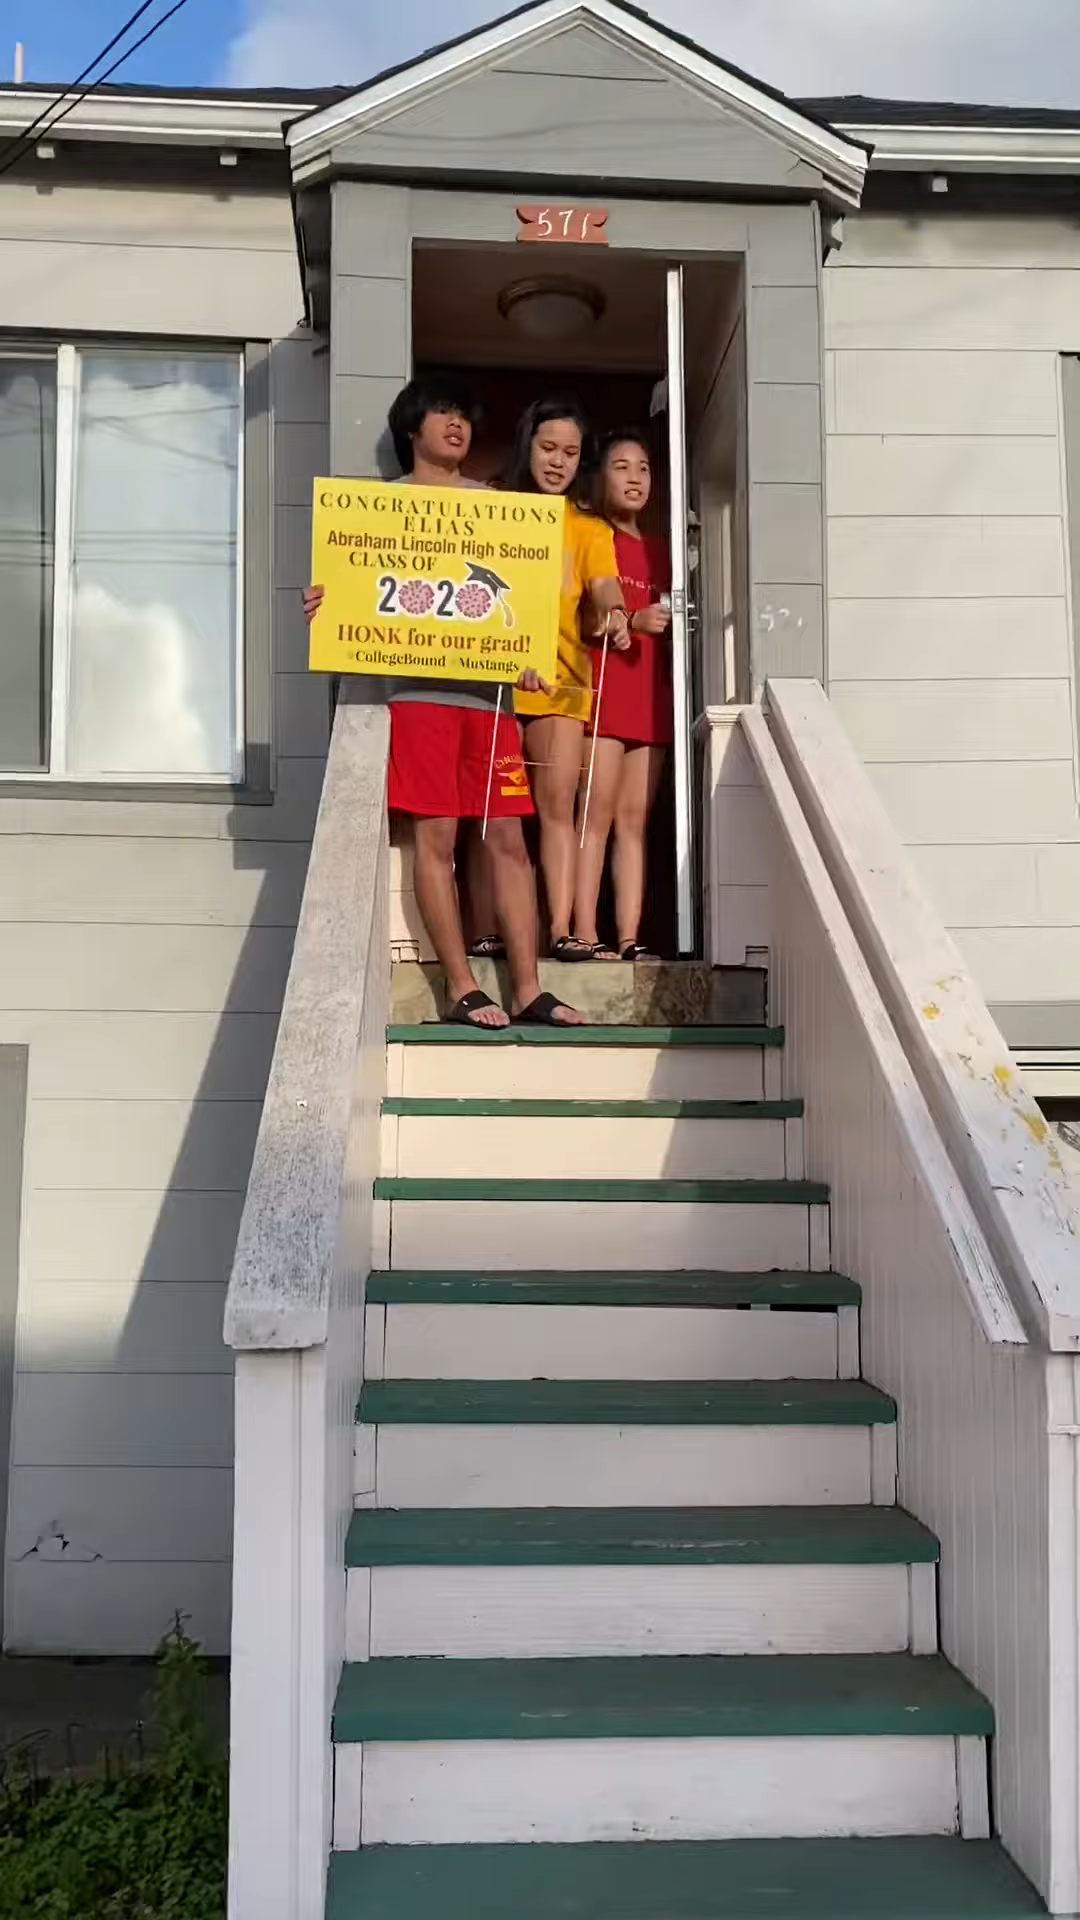 571
CONGRATULATIONS
ELIAS
Abraham Lincoln High School
CLASS OF
2020
HONK for our grad!
#CollegeBound #Mustangs